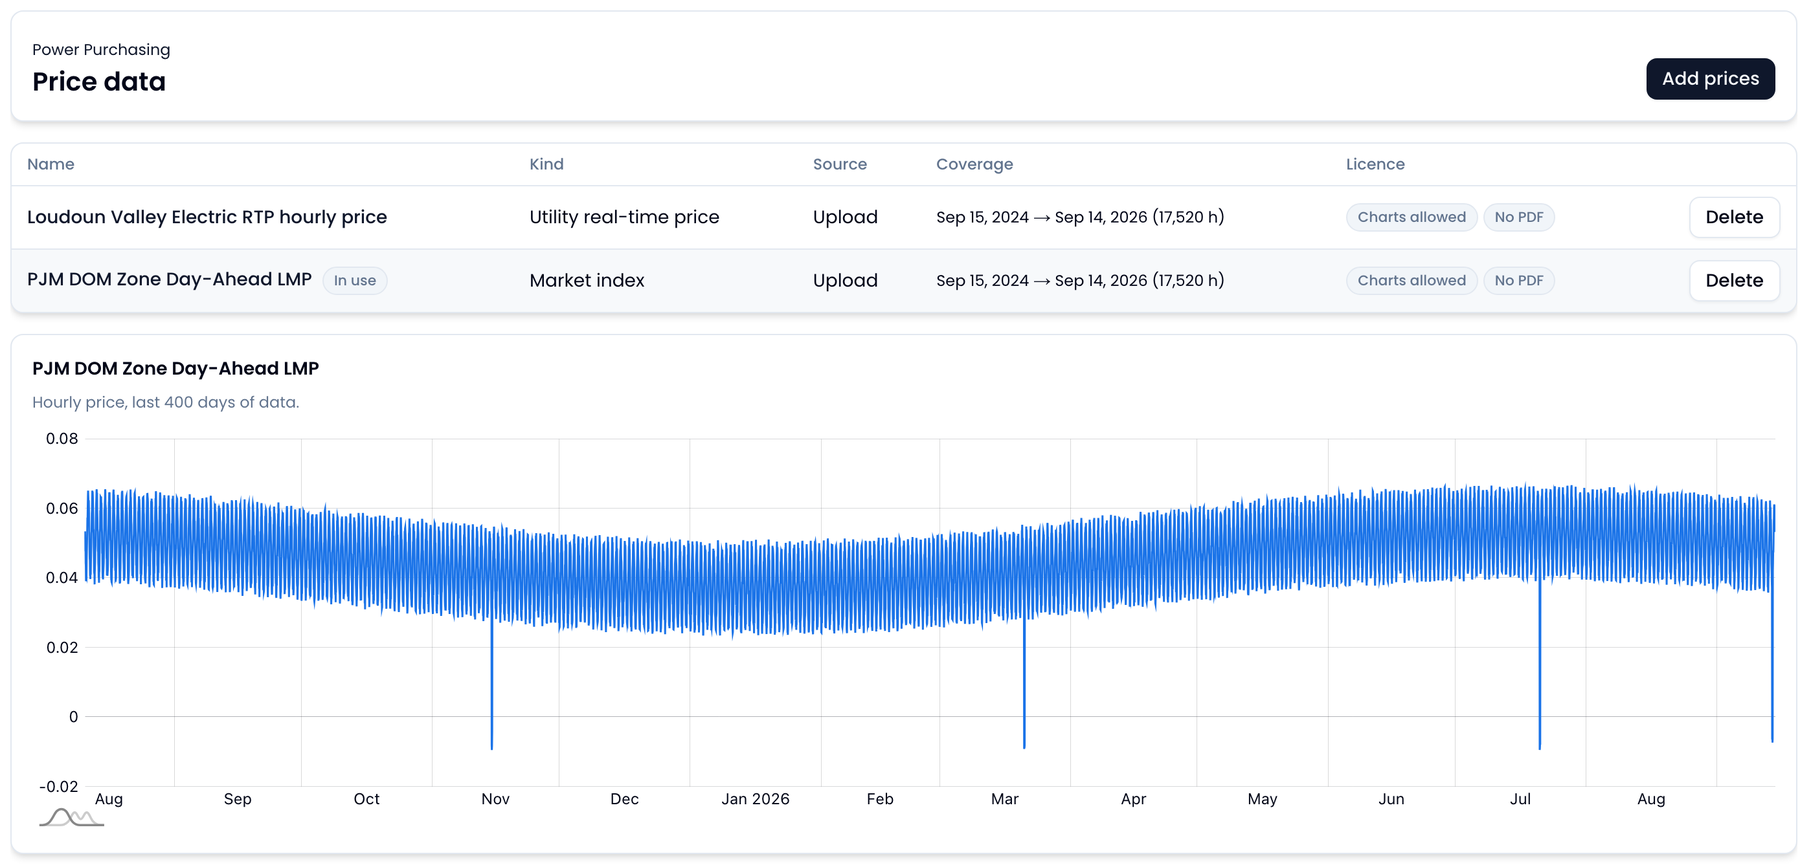 Power Purchasing
Price data
Add prices
Name Kind Source Coverage Licence
Loudoun Valley Electric RTP hourly price Utility real-time price Upload Sep 15, 2024 → Sep 14, 2026 (17,520 h) Charts allowed No PDF Delete
PJM DOM Zone Day-Ahead LMP In use Market index Upload Sep 15, 2024 → Sep 14, 2026 (17,520 h) Charts allowed No PDF Delete
PJM DOM Zone Day-Ahead LMP
Hourly price, last 400 days of data.
0.08
0.06
0.04
0.02
0
-0.02
Aug Sep Oct Nov Dec Jan 2026 Feb Mar Apr May Jun Jul Aug